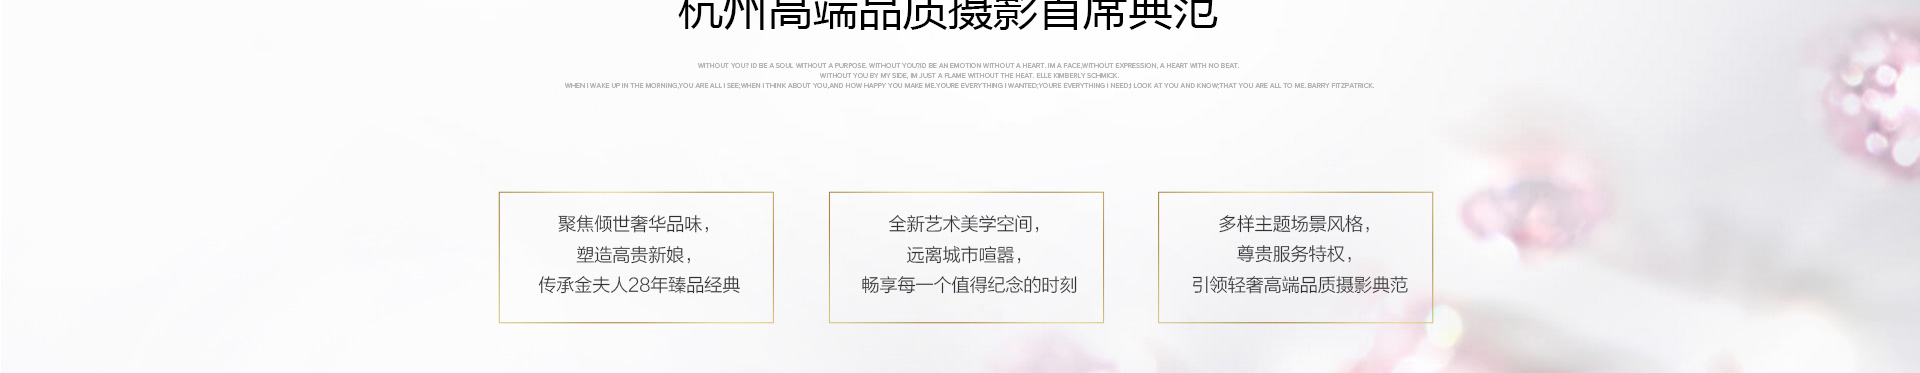 杭州高端品质摄影首席典范
WITHOUT YOU? ID BE A SOUL WITHOUT A PURPOSE. WITHOUT YOU?ID BE AN EMOTION WITHOUT A HEART. IM A FACE,WITHOUT EXPRESSION, A HEART WITH NO BEAT.
WITHOUT YOU BY MY SIDE, IM JUST A FLAME WITHOUT THE HEAT. ELLE KIMBERLY SCHMICK.
WHEN I WAKE UP IN THE MORNING,YOU ARE ALL I SEE;WHEN I THINK ABOUT YOU,AND HOW HAPPY YOU MAKE ME.YOURE EVERYTHING I WANTED;YOURE EVERYTHING I NEED;I LOOK AT YOU AND KNOW;THAT YOU ARE ALL TO ME. BARRY FITZPATRICK.
聚焦倾世奢华品味，
塑造高贵新娘，
传承金夫人28年臻品经典
全新艺术美学空间，
远离城市喧嚣，
畅享每一个值得纪念的时刻
多样主题场景风格，
尊贵服务特权，
引领轻奢高端品质摄影典范